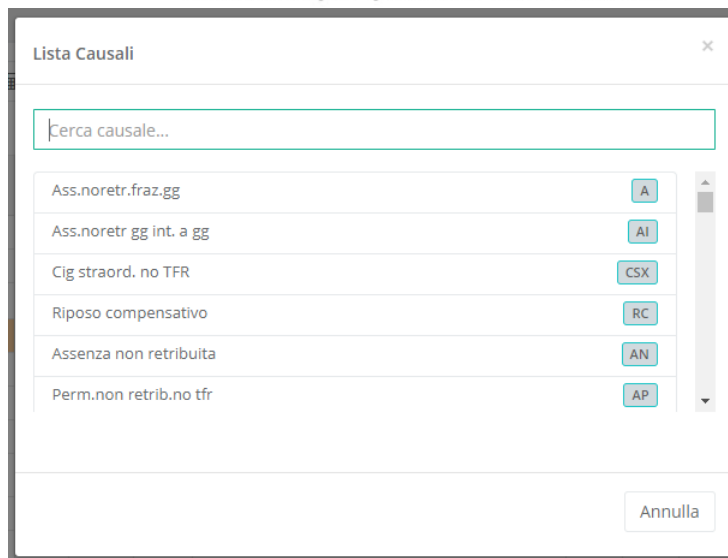 Lista Causali
×
Cerca causale...
Ass.noretr.fraz.gg A
Ass.noretr gg int. a gg AI
Cig straord. no TFR CSX
Riposo compensativo RC
Assenza non retribuita AN
Perm.non retrib.no tfr AP
Annulla